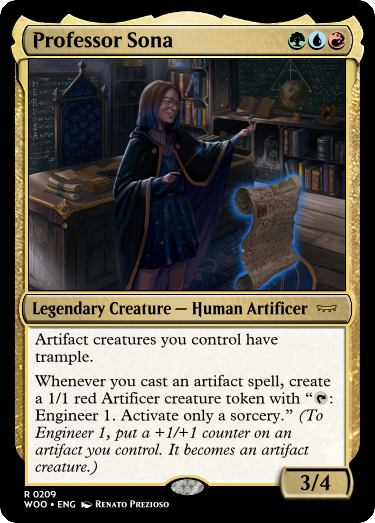 Professor Sona
Legendary Creature — Human Artificer
Artifact creatures you control have
trample.
Whenever you cast an artifact spell, create
a 1/1 red Artificer creature token with “{T}:
Engineer 1. Activate only a sorcery.” (To
Engineer 1, put a +1/+1 counter on an
artifact you control. It becomes an artifact
creature.)
3/4
R 0209
WOO • ENG Renato Prezioso